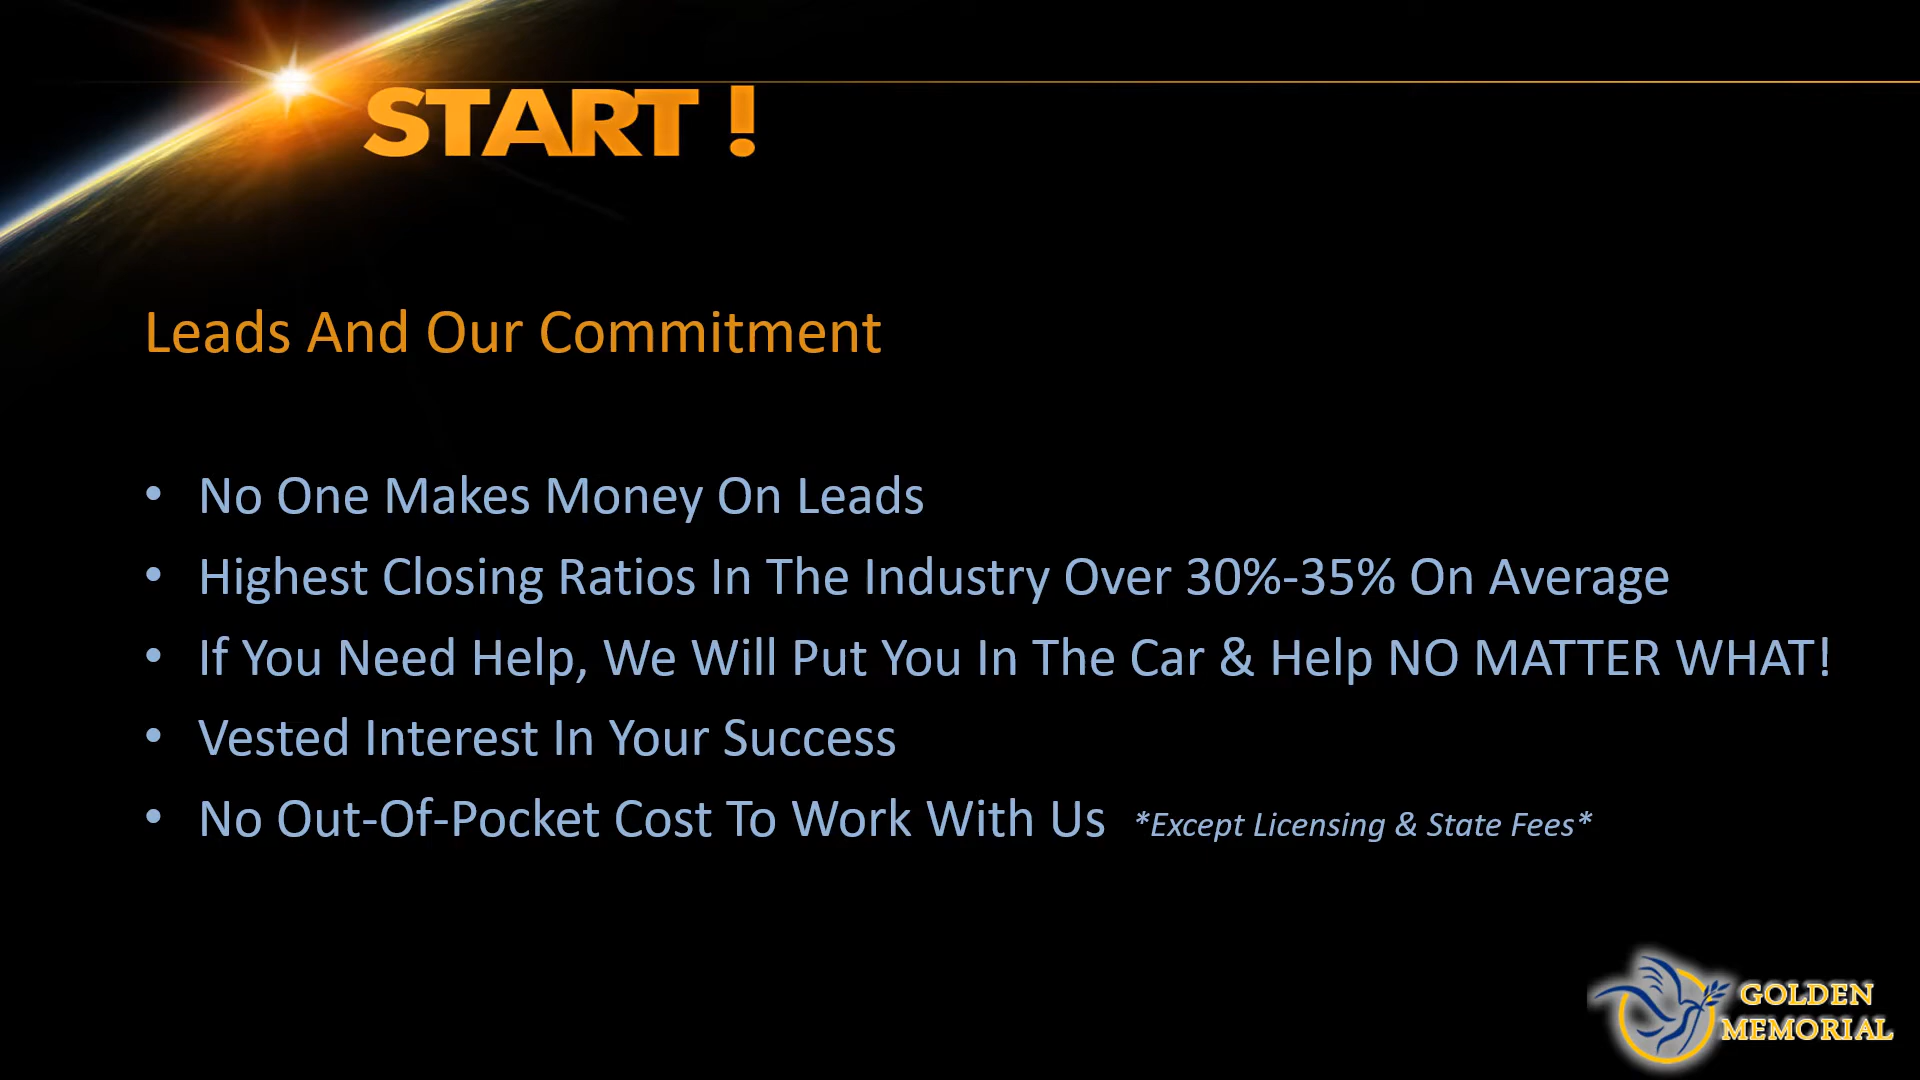 START !
Leads And Our Commitment
• No One Makes Money On Leads
• Highest Closing Ratios In The Industry Over 30%-35% On Average
• If You Need Help, We Will Put You In The Car & Help NO MATTER WHAT!
• Vested Interest In Your Success
• No Out-Of-Pocket Cost To Work With Us *Except Licensing & State Fees*
GOLDEN
MEMORIAL